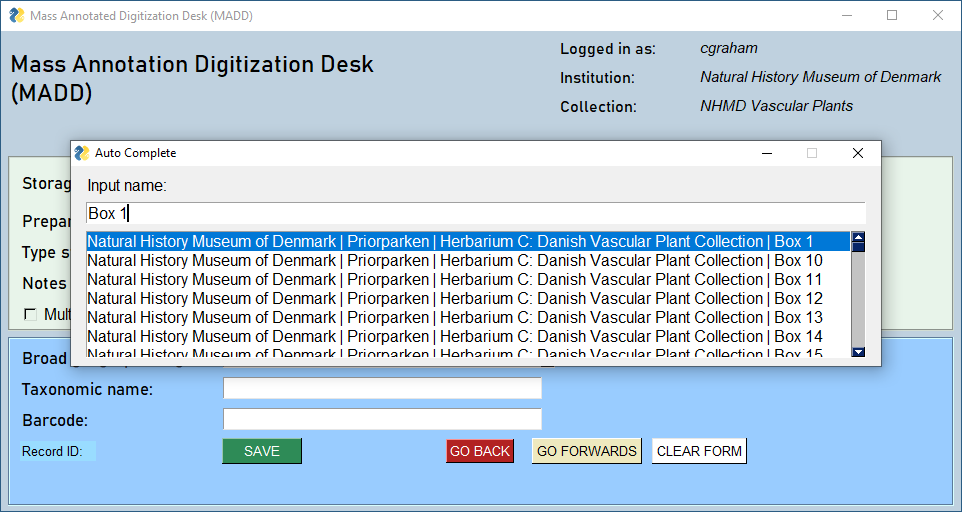 Mass Annotated Digitization Desk (MADD)
Mass Annotation Digitization Desk
(MADD)
Logged in as: cgraham
Institution: Natural History Museum of Denmark
Collection: NHMD Vascular Plants
Auto Complete
Input name:
Box 1
Natural History Museum of Denmark | Priorparken | Herbarium C: Danish Vascular Plant Collection | Box 1
Natural History Museum of Denmark | Priorparken | Herbarium C: Danish Vascular Plant Collection | Box 10
Natural History Museum of Denmark | Priorparken | Herbarium C: Danish Vascular Plant Collection | Box 11
Natural History Museum of Denmark | Priorparken | Herbarium C: Danish Vascular Plant Collection | Box 12
Natural History Museum of Denmark | Priorparken | Herbarium C: Danish Vascular Plant Collection | Box 13
Natural History Museum of Denmark | Priorparken | Herbarium C: Danish Vascular Plant Collection | Box 14
Natural History Museum of Denmark | Priorparken | Herbarium C: Danish Vascular Plant Collection | Box 15
Storag
Prepar
Type s
Notes
Mult
Broad
Taxonomic name:
Barcode:
Record ID:
SAVE
GO BACK
GO FORWARDS
CLEAR FORM